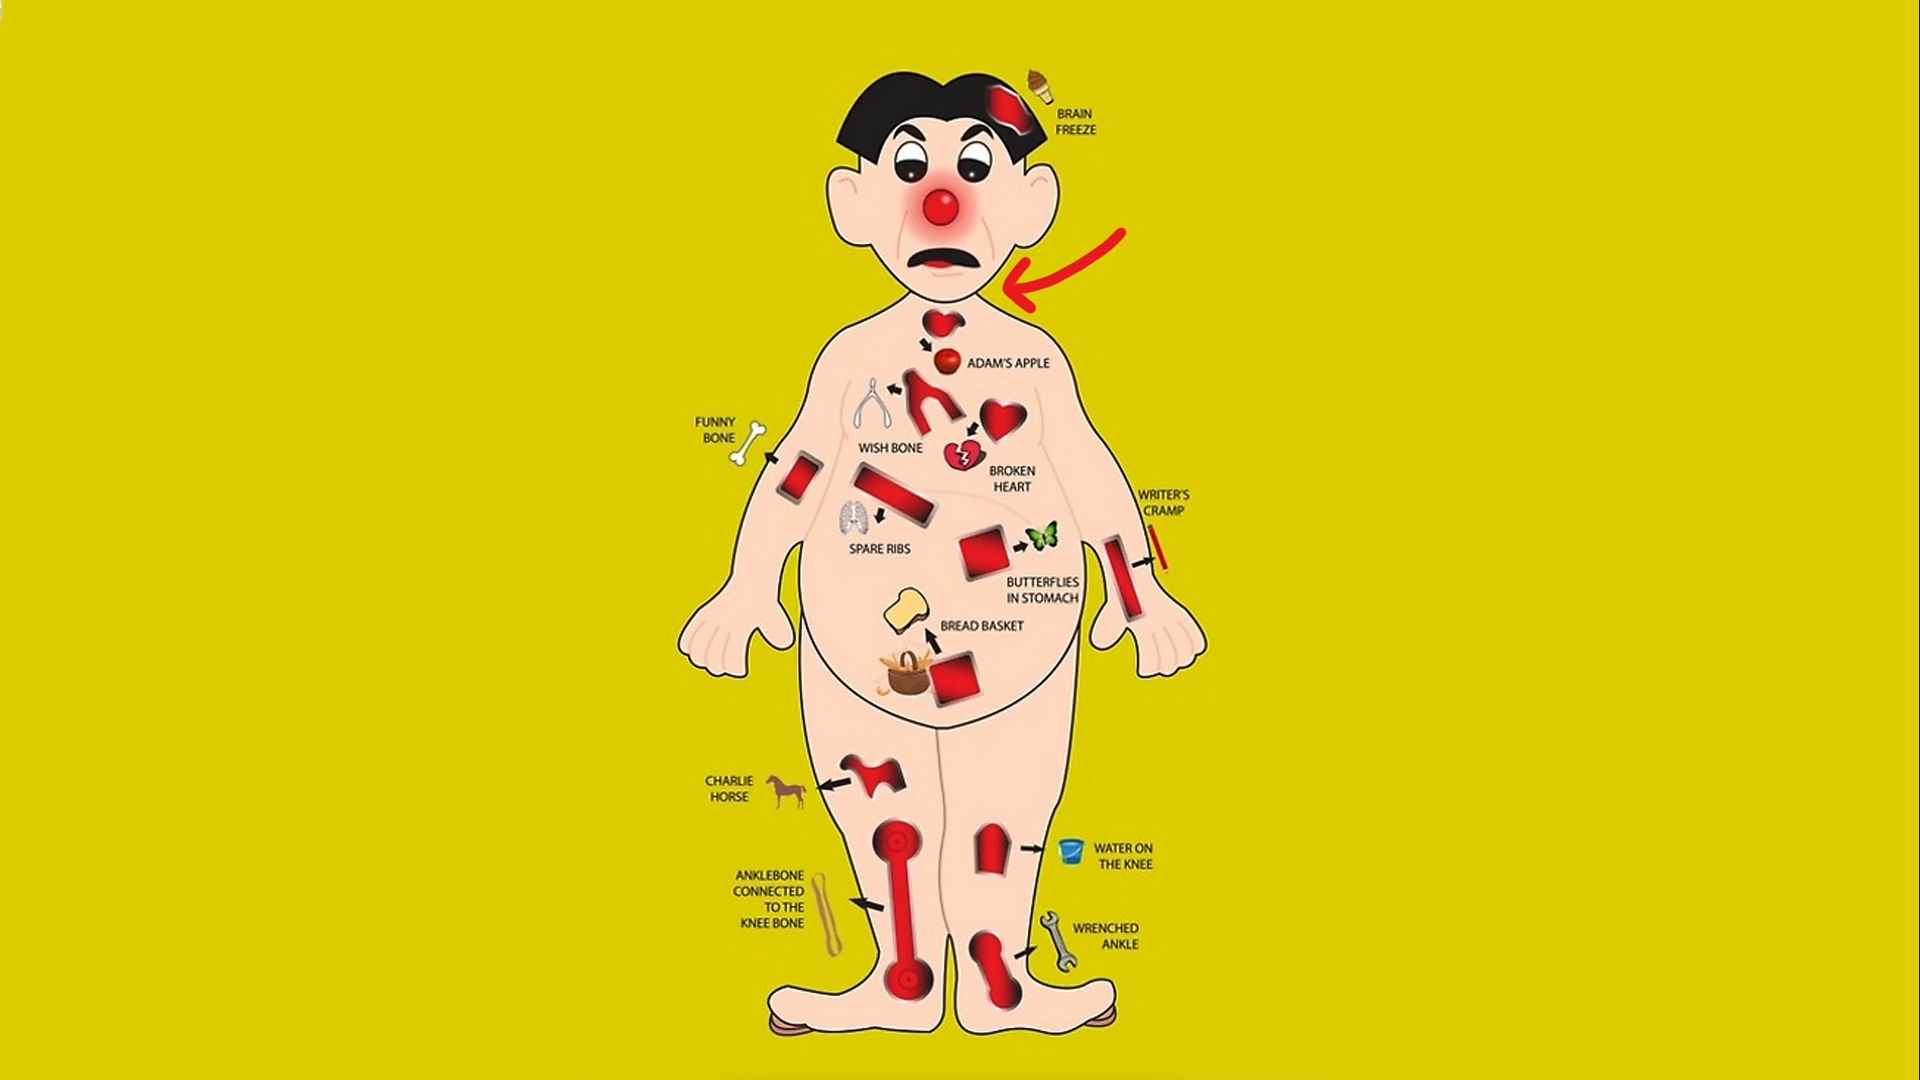 BRAIN
FREEZE
ADAM'S APPLE
FUNNY
BONE
WISH BONE
BROKEN
HEART
WRITER'S
CRAMP
SPARE RIBS
BUTTERFLIES
IN STOMACH
BREAD BASKET
CHARLIE
HORSE
WATER ON
THE KNEE
ANKLEBONE
CONNECTED
TO THE
KNEE BONE
WRENCHED
ANKLE